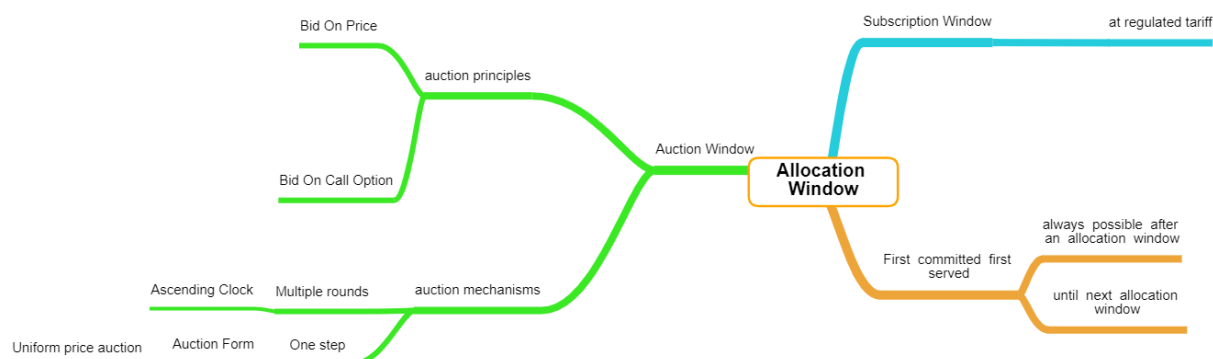 Bid On Price
Subscription Window
at regulated tariff
auction principles
Auction Window
Allocation
Window
Bid On Call Option
always possible after
an allocation window
First committed first
served
Ascending Clock
Multiple rounds
auction mechanisms
until next allocation
window
Uniform price auction
Auction Form
One step